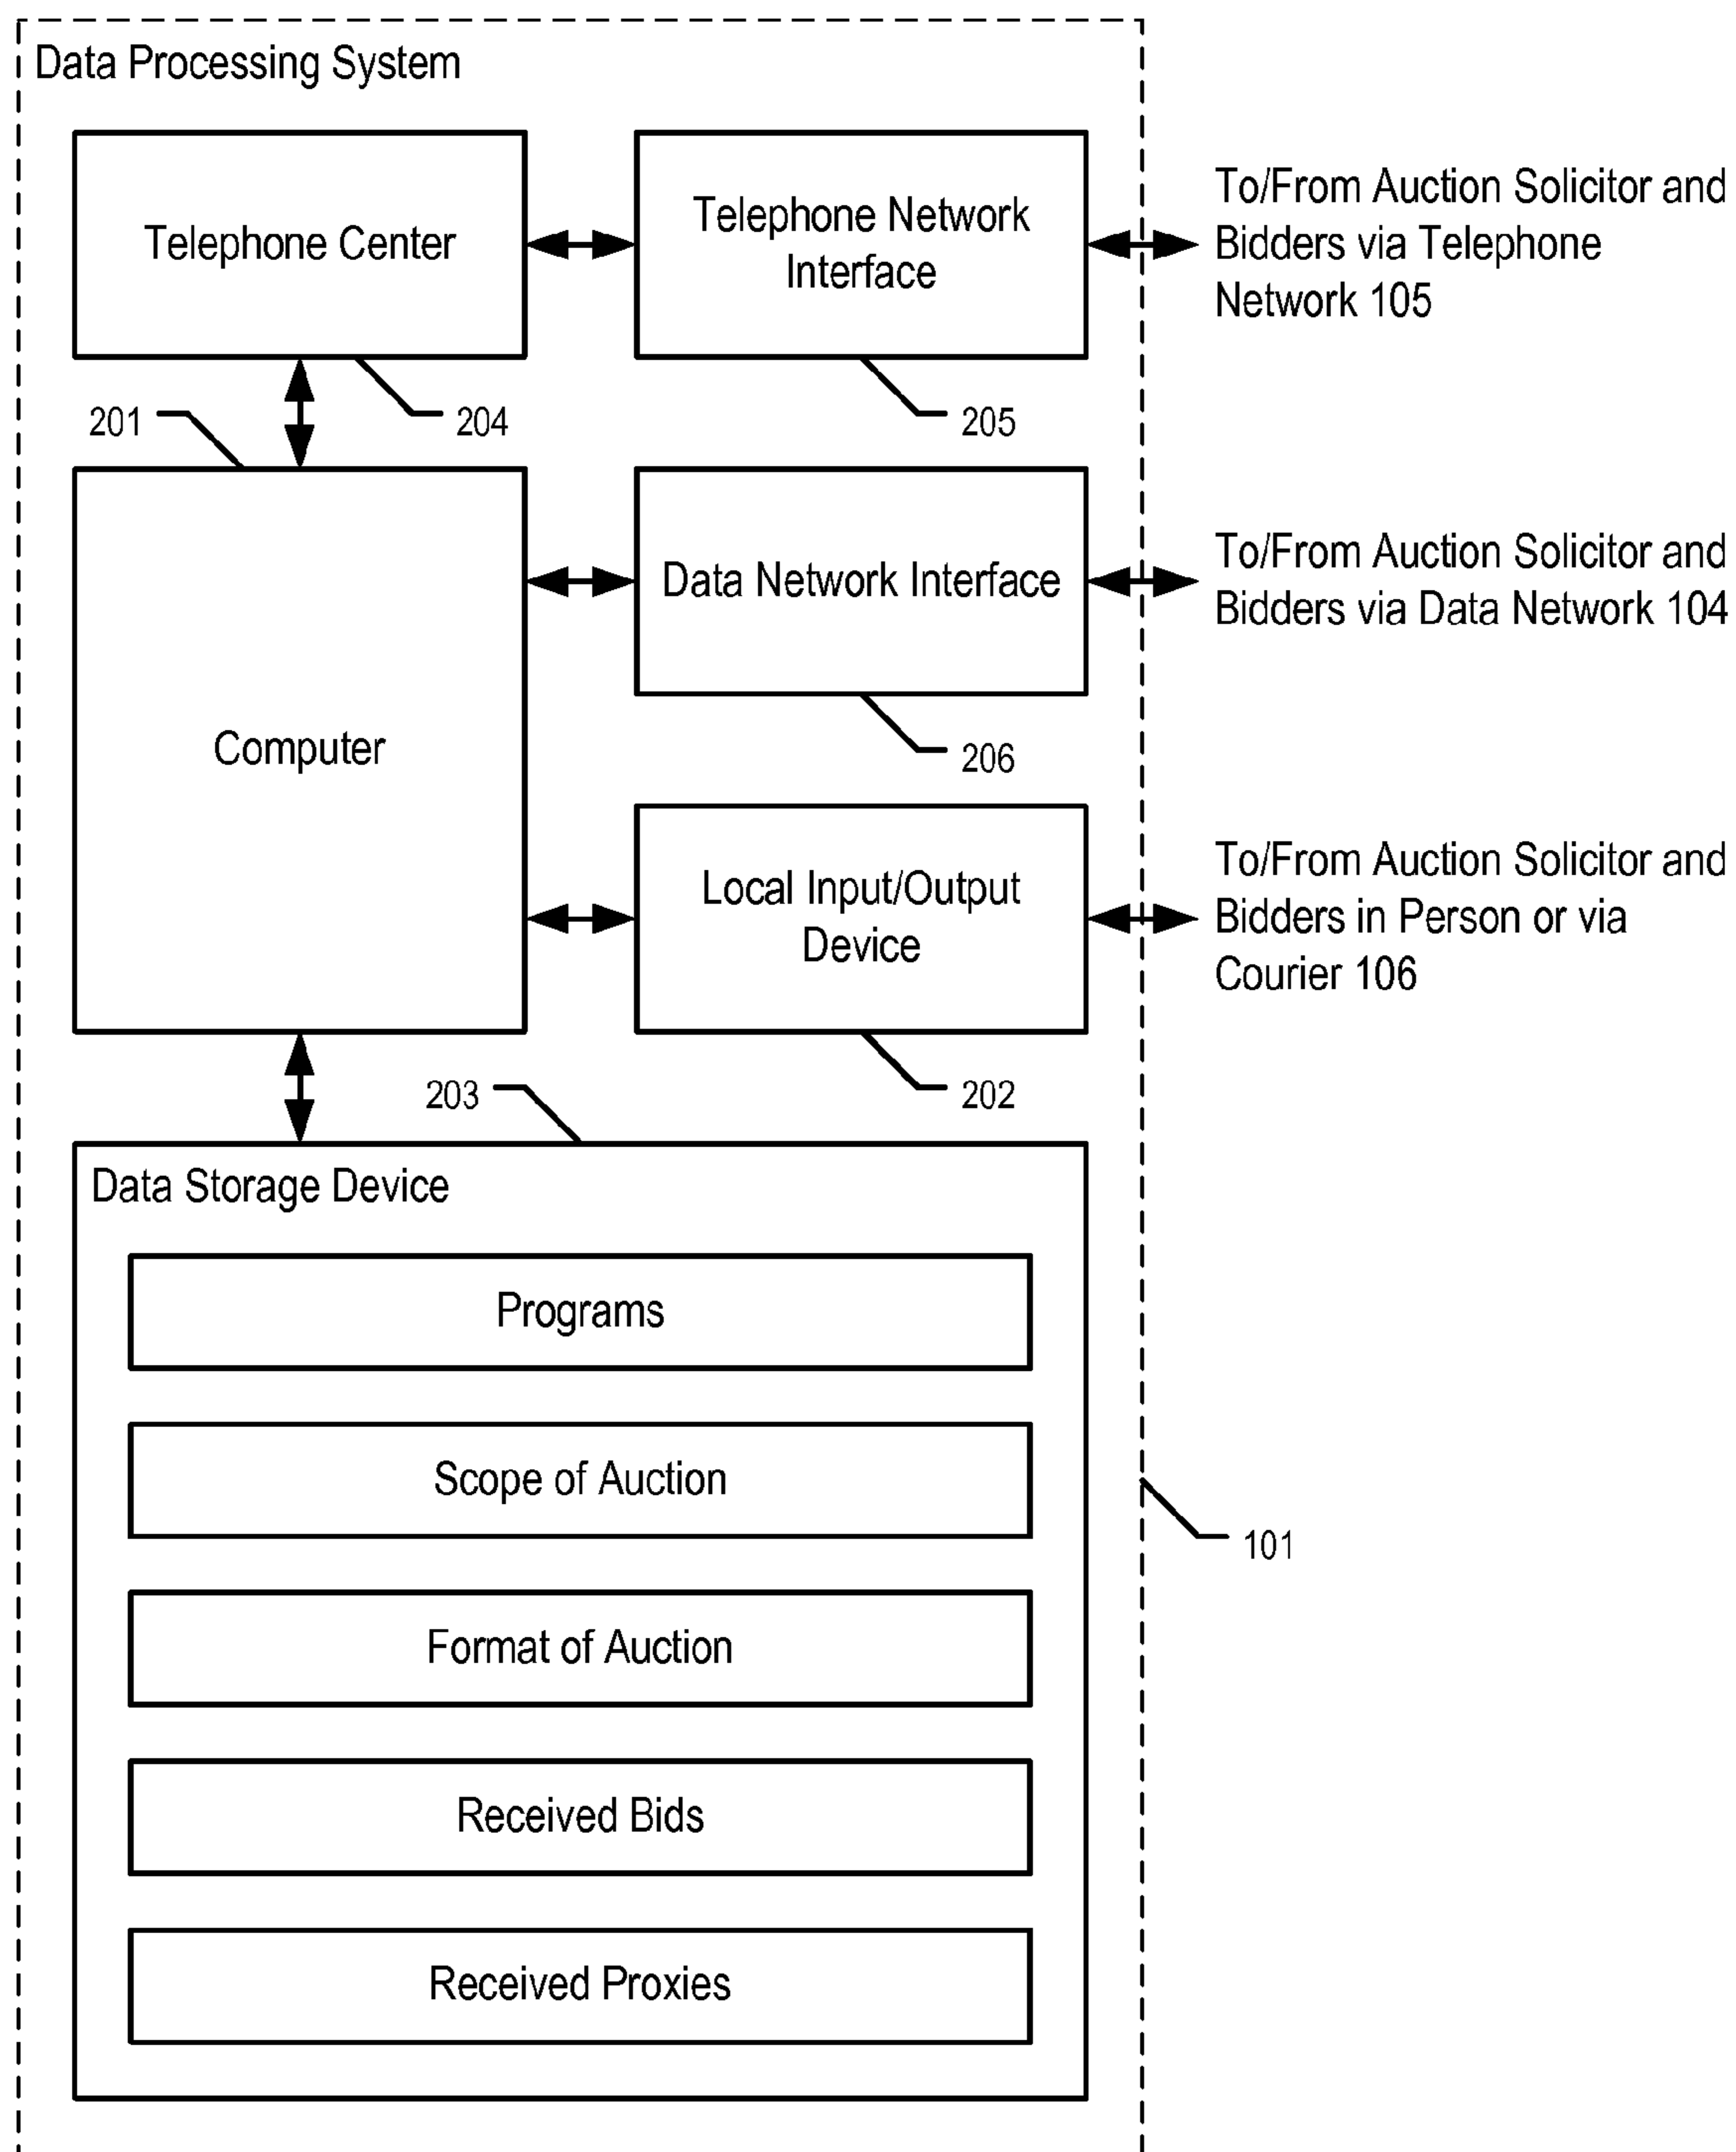 Data Processing System
Telephone Center
Telephone Network
Interface
To/From Auction Solicitor and
Bidders via Telephone
Network 105
201
204
205
Computer
Data Network Interface
To/From Auction Solicitor and
Bidders via Data Network 104
206
Local Input/Output
Device
To/From Auction Solicitor and
Bidders in Person or via
Courier 106
203
202
Data Storage Device
Programs
Scope of Auction
Format of Auction
Received Bids
Received Proxies
101